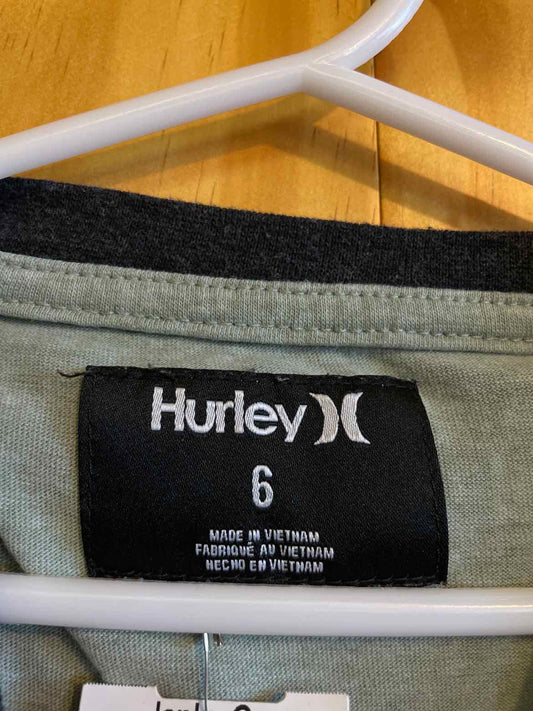 Hurley
6
MADE IN VIETNAM
FABRIQUÉ AU VIETNAM
HECHO EN VIETNAM